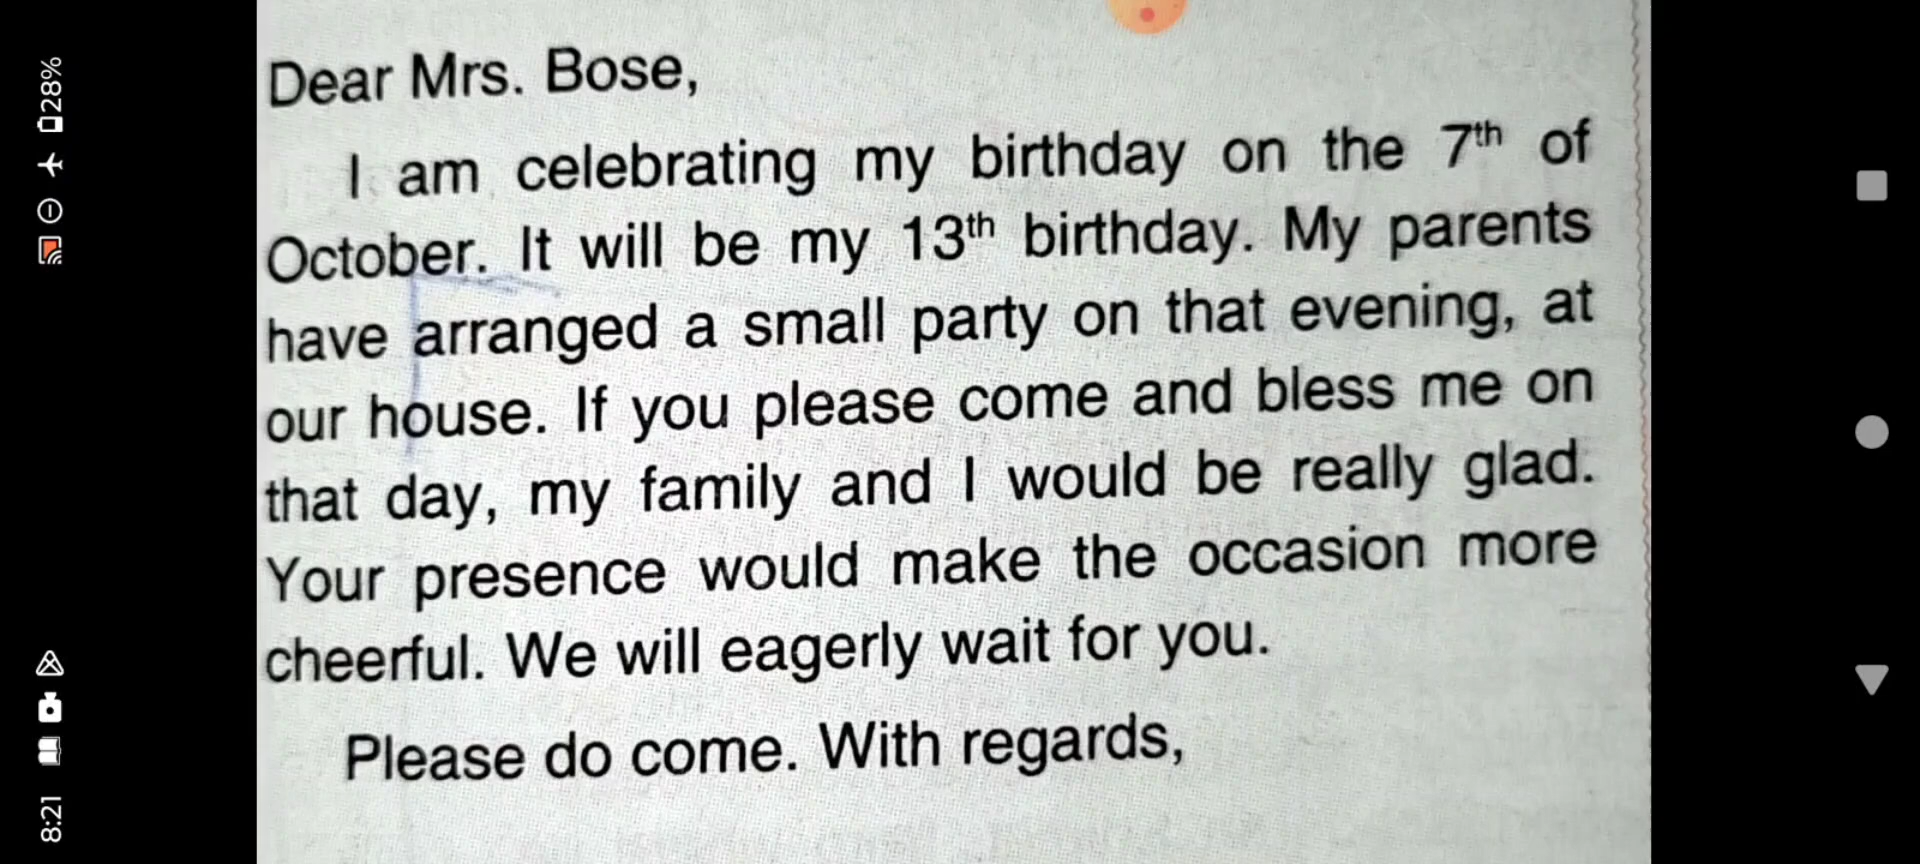 Dear Mrs. Bose,
I am celebrating my birthday on the 7th of
October. It will be my 13th birthday. My parents
have arranged a small party on that evening, at
our house. If you please come and bless me on
that day, my family and I would be really glad.
Your presence would make the occasion more
cheerful. We will eagerly wait for you.
Please do come. With regards,
28%
8:21